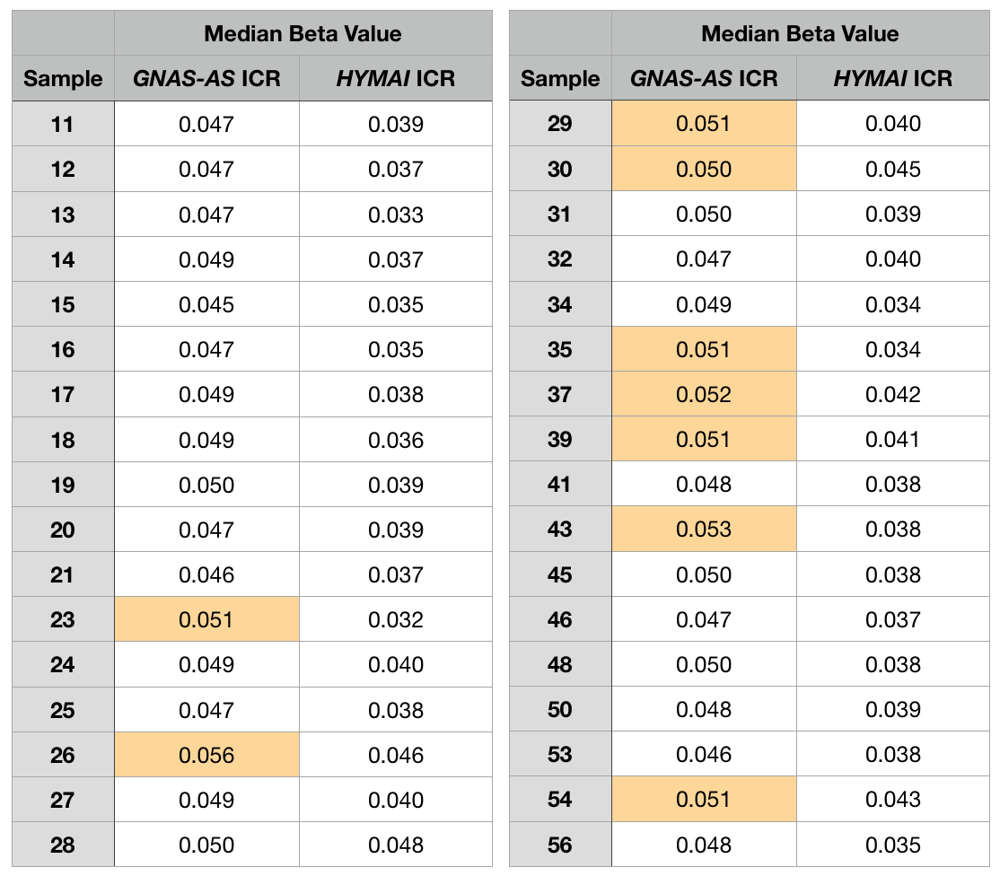 Median Beta Value
Sample GNAS-AS ICR HYMAI ICR
11 0.047 0.039
12 0.047 0.037
13 0.047 0.033
14 0.049 0.037
15 0.045 0.035
16 0.047 0.035
17 0.049 0.038
18 0.049 0.036
19 0.050 0.039
20 0.047 0.039
21 0.046 0.037
23 0.051 0.032
24 0.049 0.040
25 0.047 0.038
26 0.056 0.046
27 0.049 0.040
28 0.050 0.048
Median Beta Value
Sample GNAS-AS ICR HYMAI ICR
29 0.051 0.040
30 0.050 0.045
31 0.050 0.039
32 0.047 0.040
34 0.049 0.034
35 0.051 0.034
37 0.052 0.042
39 0.051 0.041
41 0.048 0.038
43 0.053 0.038
45 0.050 0.038
46 0.047 0.037
48 0.050 0.038
50 0.048 0.039
53 0.046 0.038
54 0.051 0.043
56 0.048 0.035